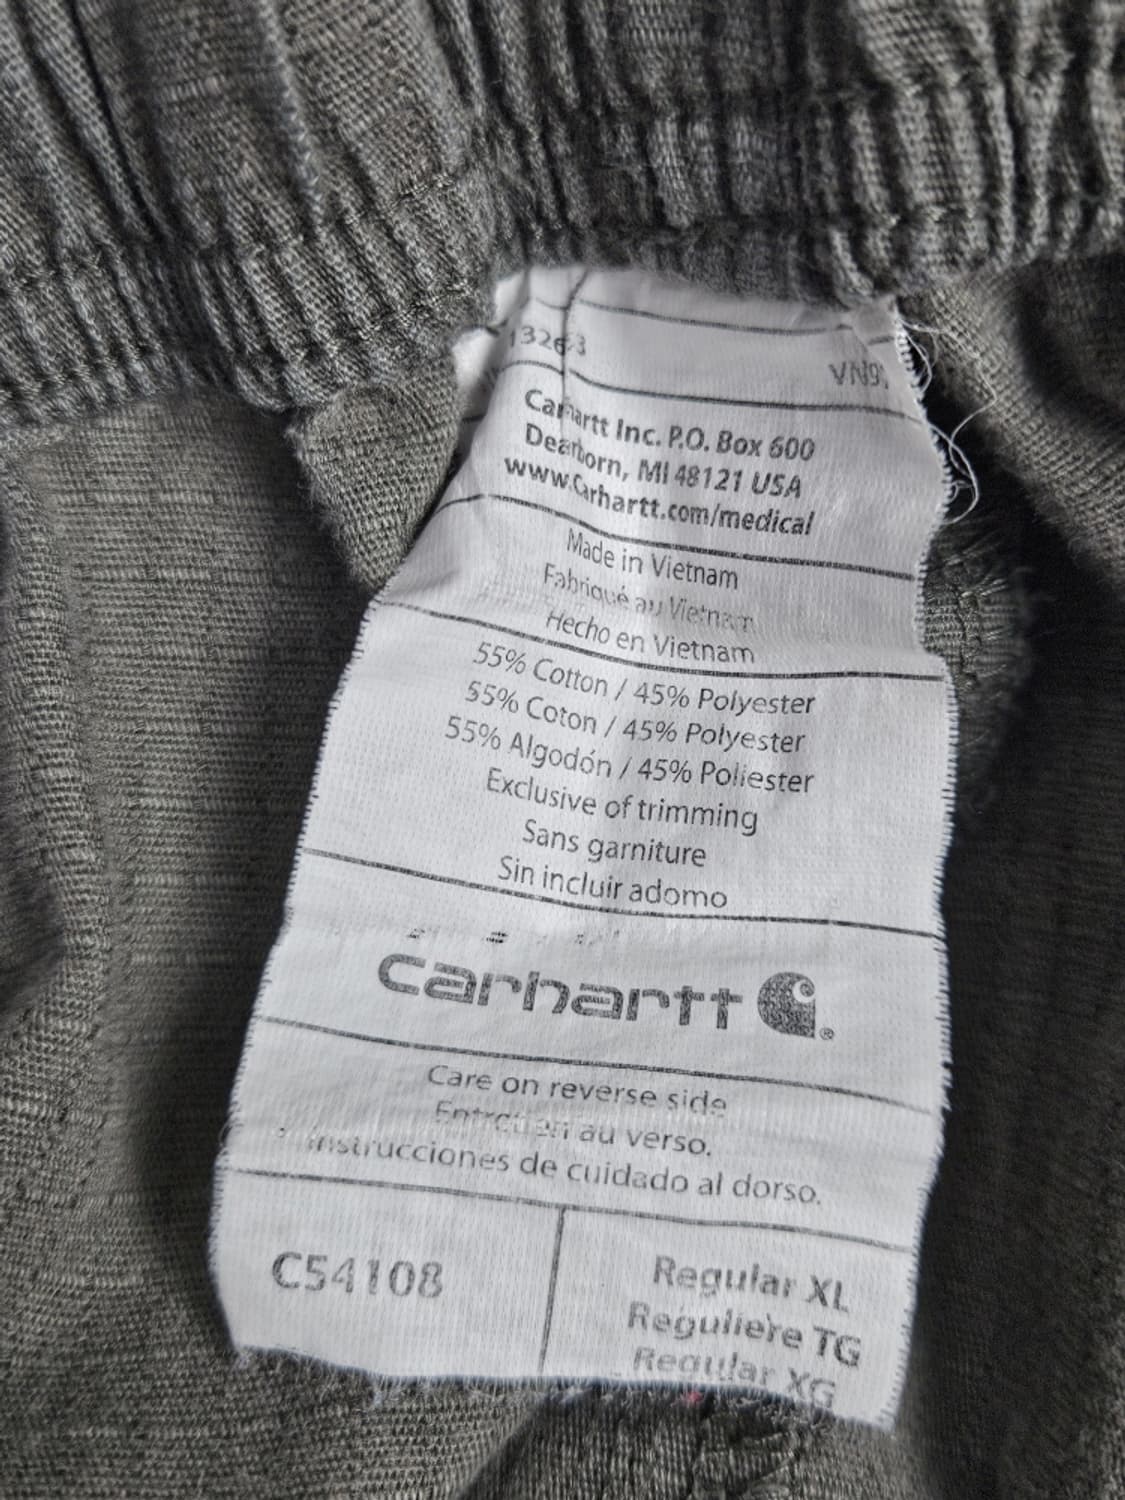 13263
Carhartt Inc. P.O. Box 600
Dearborn, MI 48121 USA
www.Carhartt.com/medical
Made in Vietnam
Fabriqué au Vietnam
Hecho en Vietnam
55% Cotton / 45% Polyester
55% Coton / 45% Polyester
55% Algodón / 45% Poliester
Exclusive of trimming
Sans garniture
Sin incluir adorno
carhartt ®
Care on reverse side
Entretien au verso.
Instrucciones de cuidado al dorso.
C54108
Regular XL
Reguliere TG
Regular XG